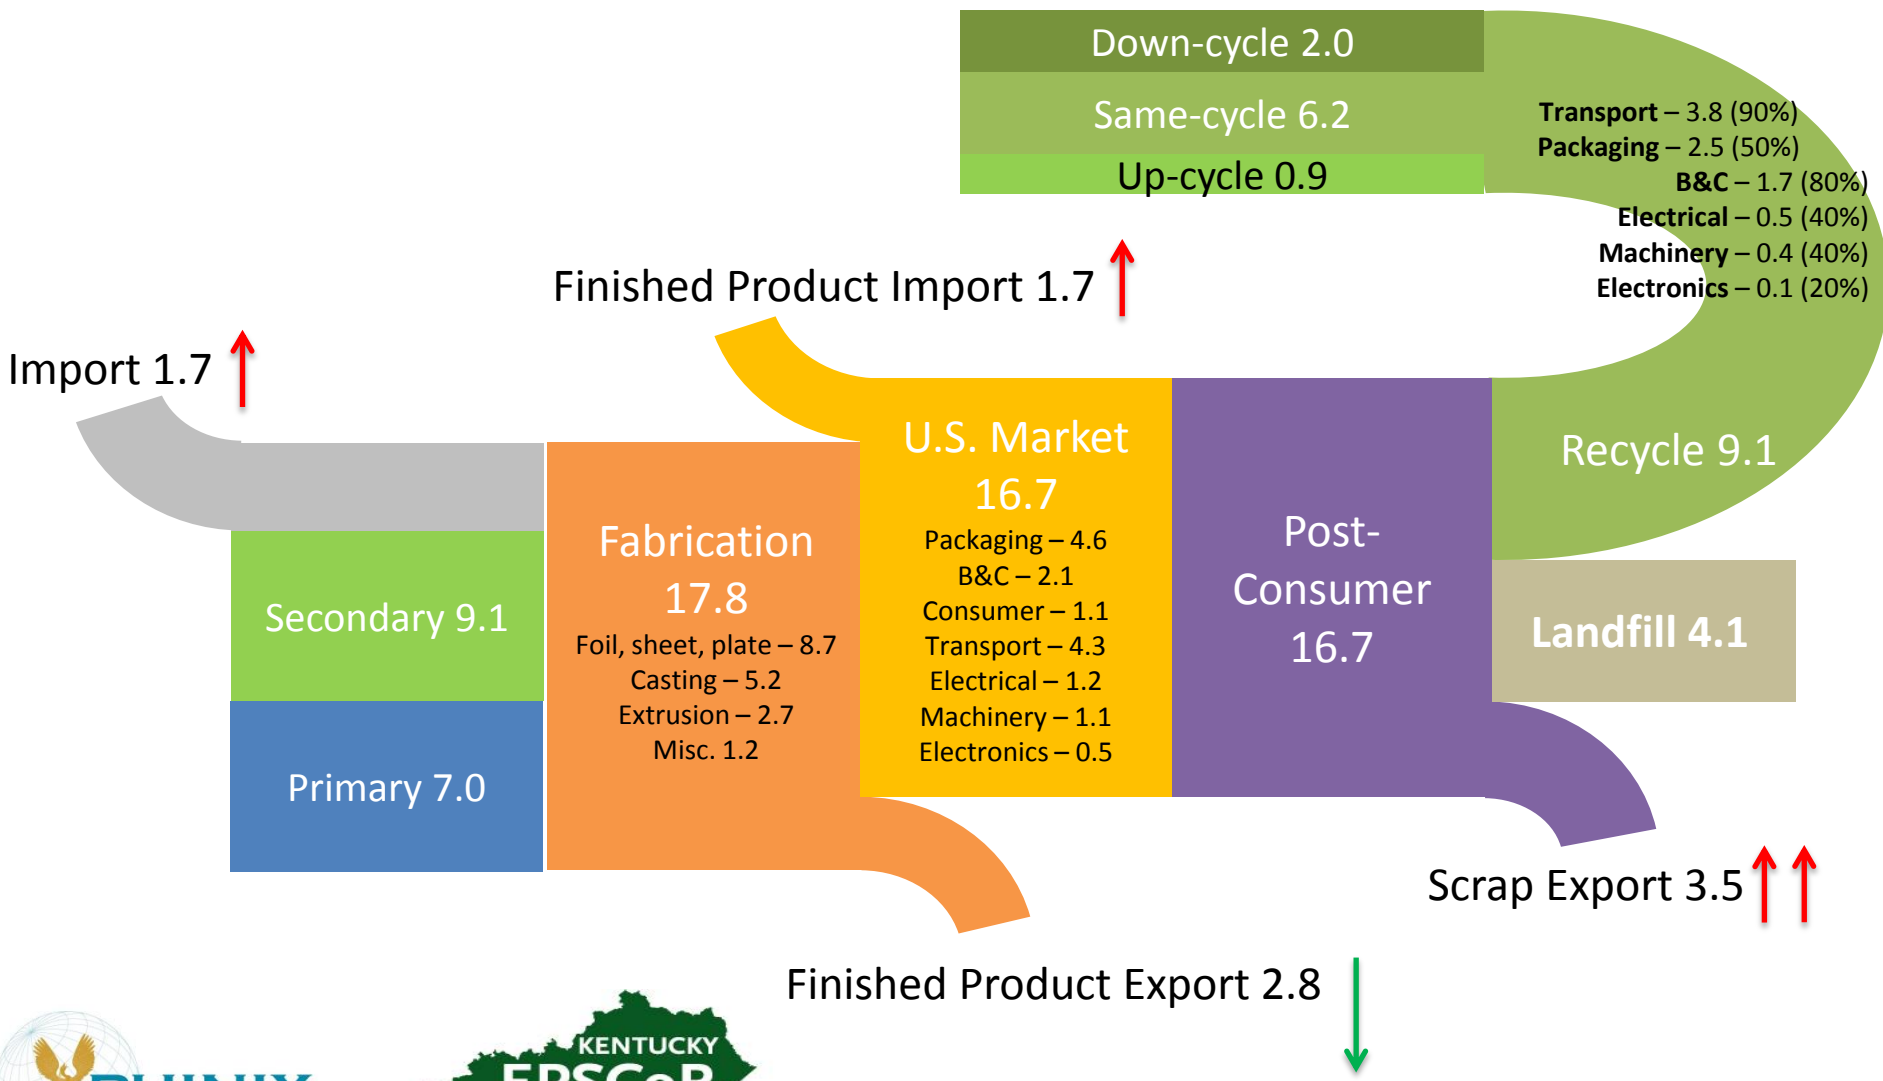 Down-cycle 2.0
Same-cycle 6.2
Up-cycle 0.9
Transport – 3.8 (90%)
Packaging – 2.5 (50%)
B&C – 1.7 (80%)
Electrical – 0.5 (40%)
Machinery – 0.4 (40%)
Electronics – 0.1 (20%)
Finished Product Import 1.7
Import 1.7
Secondary 9.1
Primary 7.0
Fabrication
17.8
Foil, sheet, plate – 8.7
Casting – 5.2
Extrusion – 2.7
Misc. 1.2
U.S. Market
16.7
Packaging – 4.6
B&C – 2.1
Consumer – 1.1
Transport – 4.3
Electrical – 1.2
Machinery – 1.1
Electronics – 0.5
Post-
Consumer
16.7
Recycle 9.1
Landfill 4.1
Scrap Export 3.5
Finished Product Export 2.8
PHINIX
KENTUCKY
EPSCoR